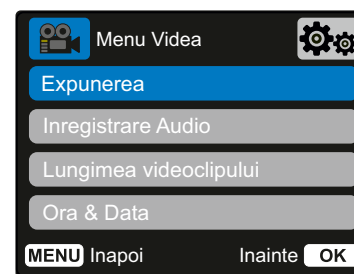 Menu Videa
Expunerea
Inregistrare Audio
Lungimea videoclipului
Ora & Data
MENU Inapoi Inainte OK